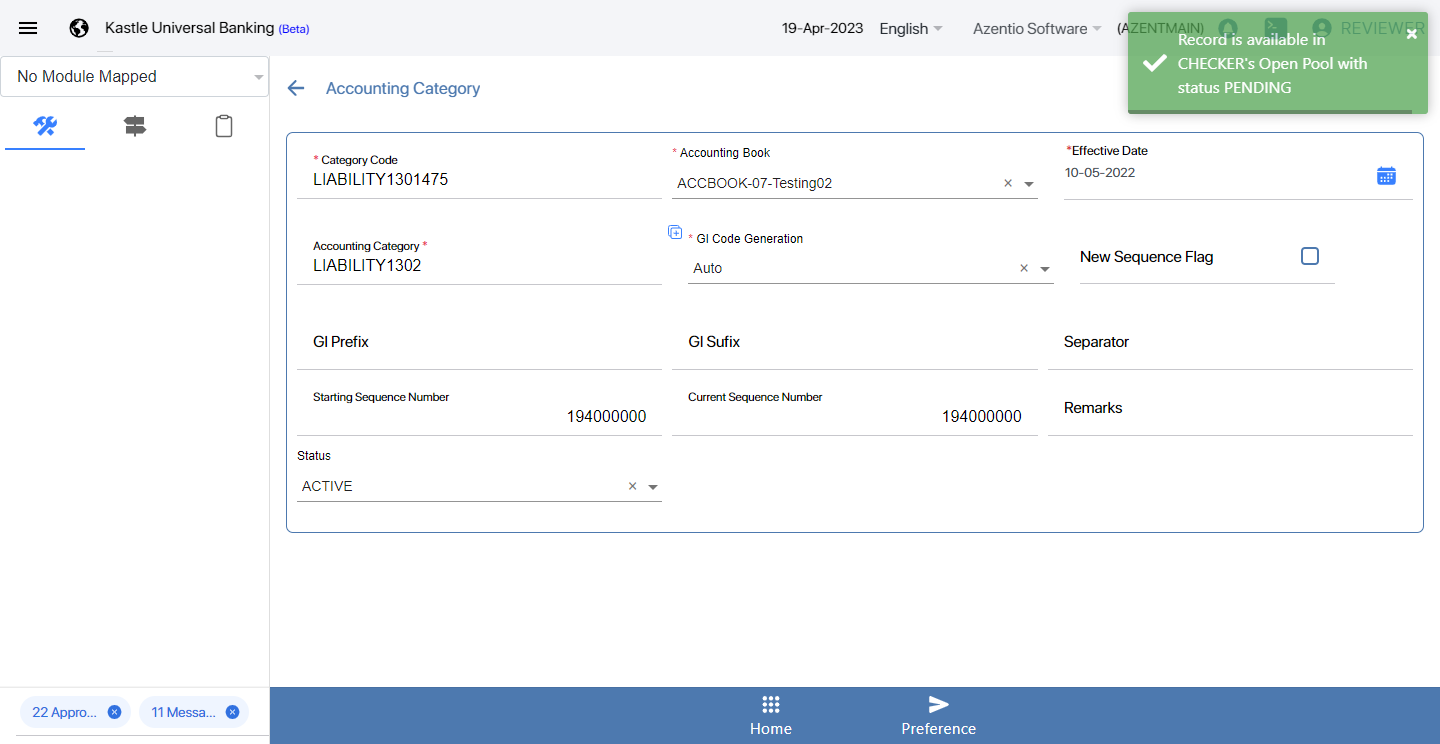 Kastle Universal Banking (Beta)
19-Apr-2023
English
Azentio Software
(AZENTMAIN)
REVIEWER
Record is available in
CHECKER's Open Pool with
status PENDING
No Module Mapped
Accounting Category
* Category Code
LIABILITY1301475
* Accounting Book
ACCBOOK-07-Testing02
*Effective Date
10-05-2022
Accounting Category *
LIABILITY1302
* Gl Code Generation
Auto
New Sequence Flag
Gl Prefix
Gl Sufix
Separator
Starting Sequence Number
194000000
Current Sequence Number
194000000
Remarks
Status
ACTIVE
22 Appro...
11 Messa...
Home
Preference